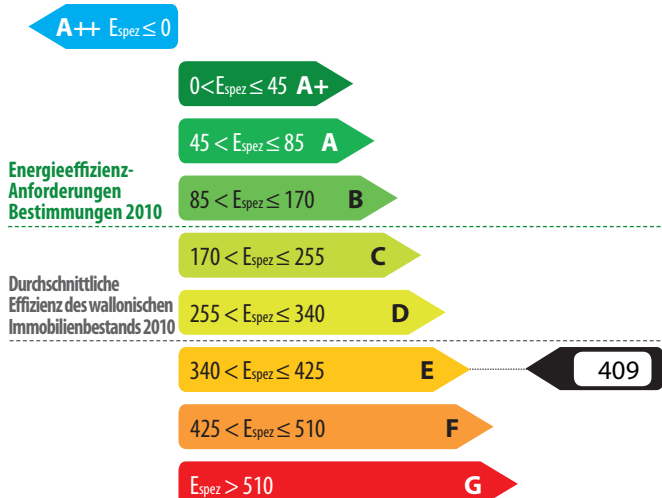 A++ Espez ≤ 0
0<Espez ≤ 45 A+
45 < Espez ≤ 85 A
Energieeffizienz-
Anforderungen
Bestimmungen 2010
85 < Espez ≤ 170 B
170 < Espez ≤ 255 C
Durchschnittliche
Effizienz des wallonischen
Immobilienbestands 2010
255 < Espez ≤ 340 D
340 < Espez ≤ 425 E
409
425 < Espez ≤ 510 F
Espez > 510 G